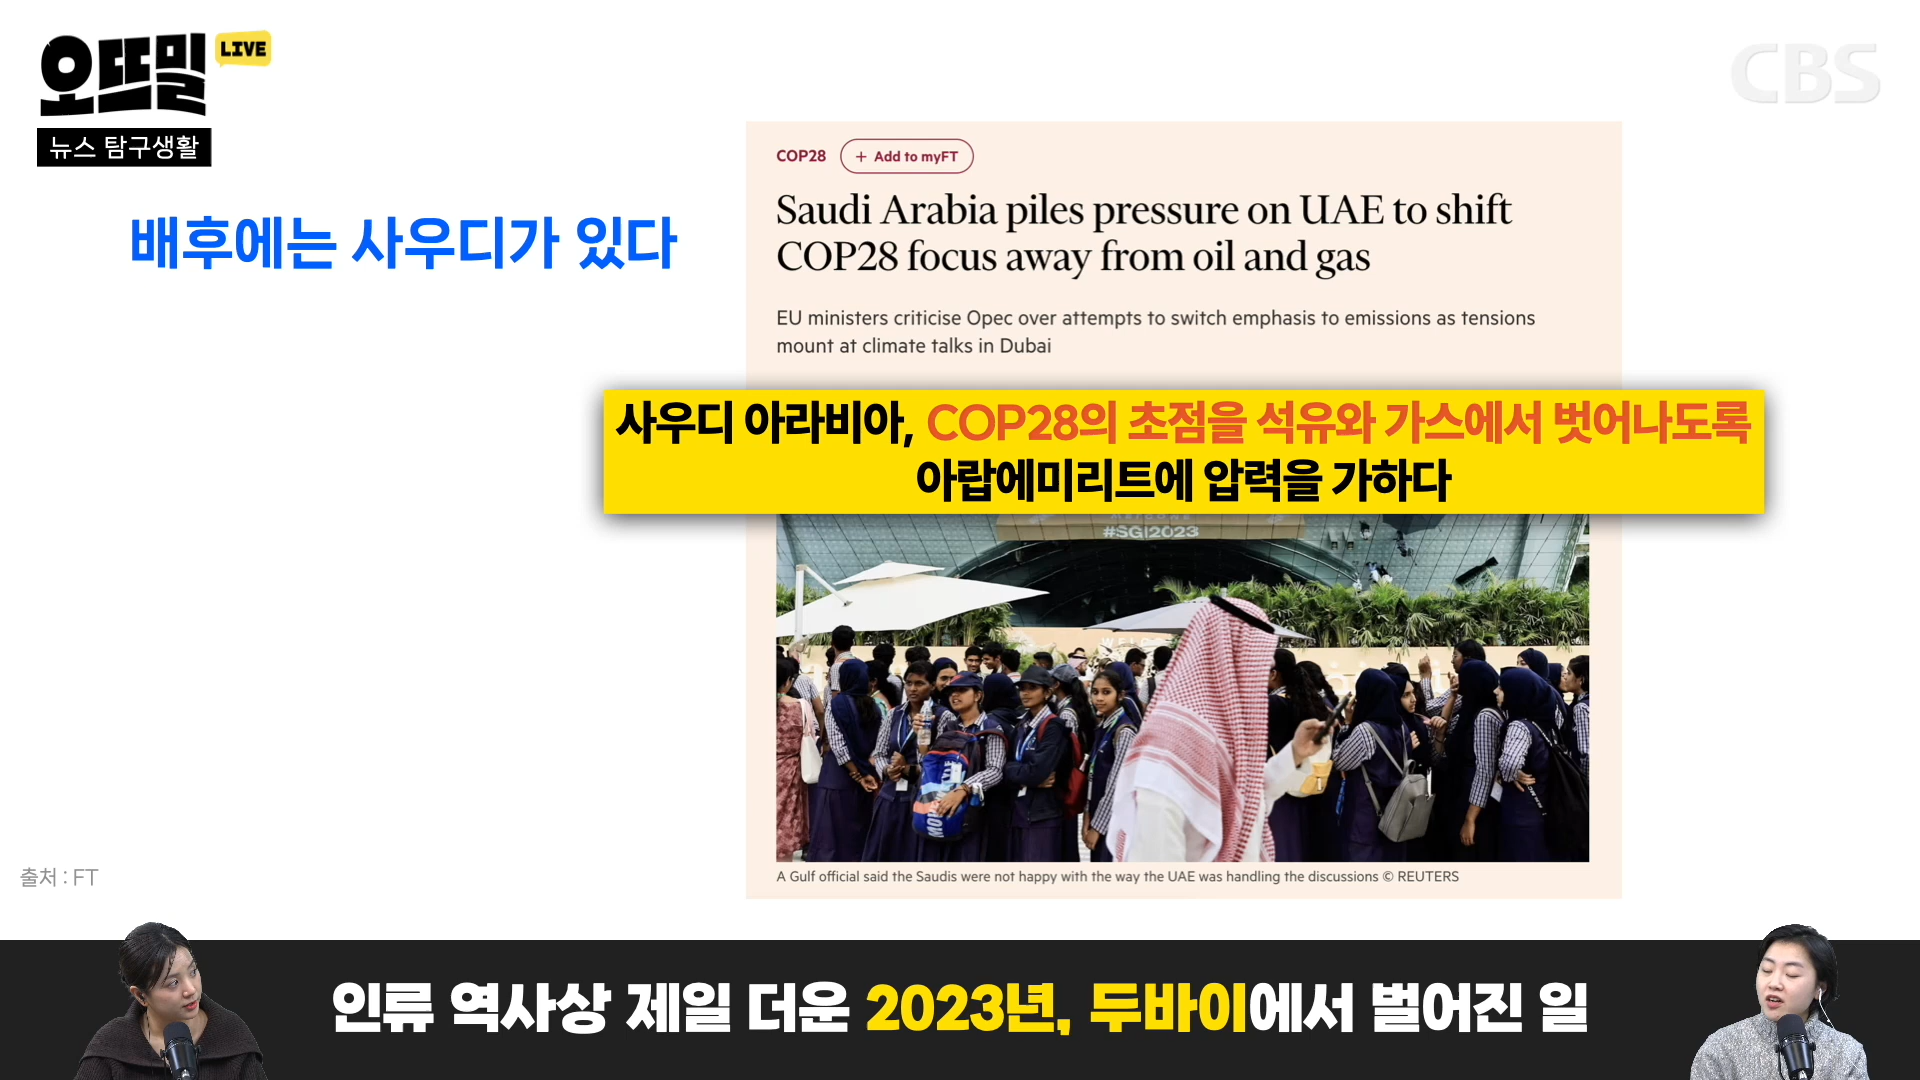 오뜨밀 LIVE
뉴스 탐구생활
CBS
배후에는 사우디가 있다
COP28 + Add to myFT
Saudi Arabia piles pressure on UAE to shift
COP28 focus away from oil and gas
EU ministers criticise Opec over attempts to switch emphasis to emissions as tensions
mount at climate talks in Dubai
사우디 아라비아, COP28의 초점을 석유와 가스에서 벗어나도록
아랍에미리트에 압력을 가하다
#SGI2023
A Gulf official said the Saudis were not happy with the way the UAE was handling the discussions © REUTERS
출처 : FT
인류 역사상 제일 더운 2023년, 두바이에서 벌어진 일